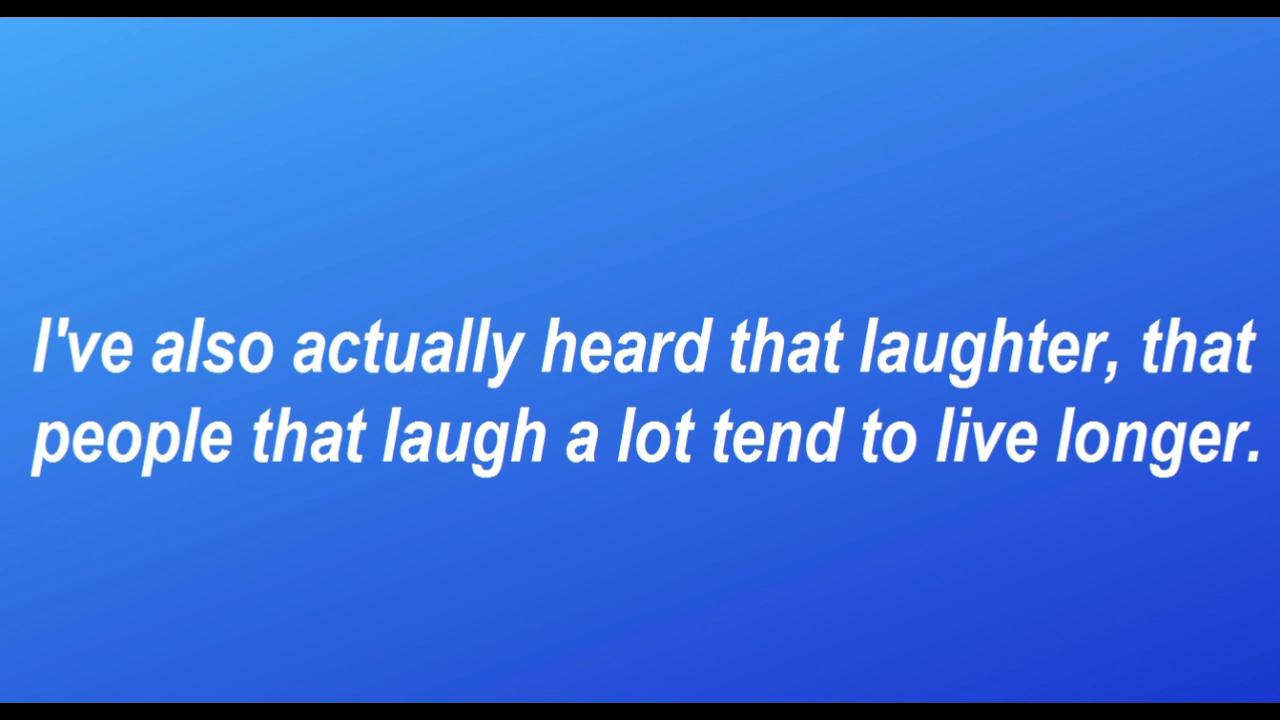 I've also actually heard that laughter, that
people that laugh a lot tend to live longer.